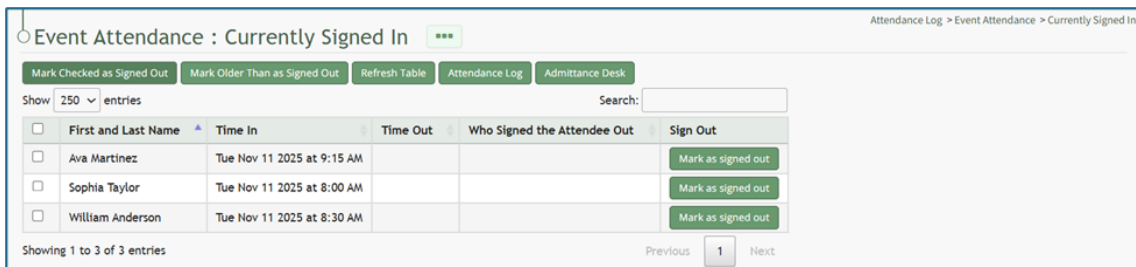 Attendance Log > Event Attendance > Currently Signed In
Event Attendance : Currently Signed In
Mark Checked as Signed Out Mark Older Than as Signed Out Refresh Table Attendance Log Admittance Desk
Show 250 entries Search:
First and Last Name Time In Time Out Who Signed the Attendee Out Sign Out
Ava Martinez Tue Nov 11 2025 at 9:15 AM Mark as signed out
Sophia Taylor Tue Nov 11 2025 at 8:00 AM Mark as signed out
William Anderson Tue Nov 11 2025 at 8:30 AM Mark as signed out
Showing 1 to 3 of 3 entries Previous 1 Next